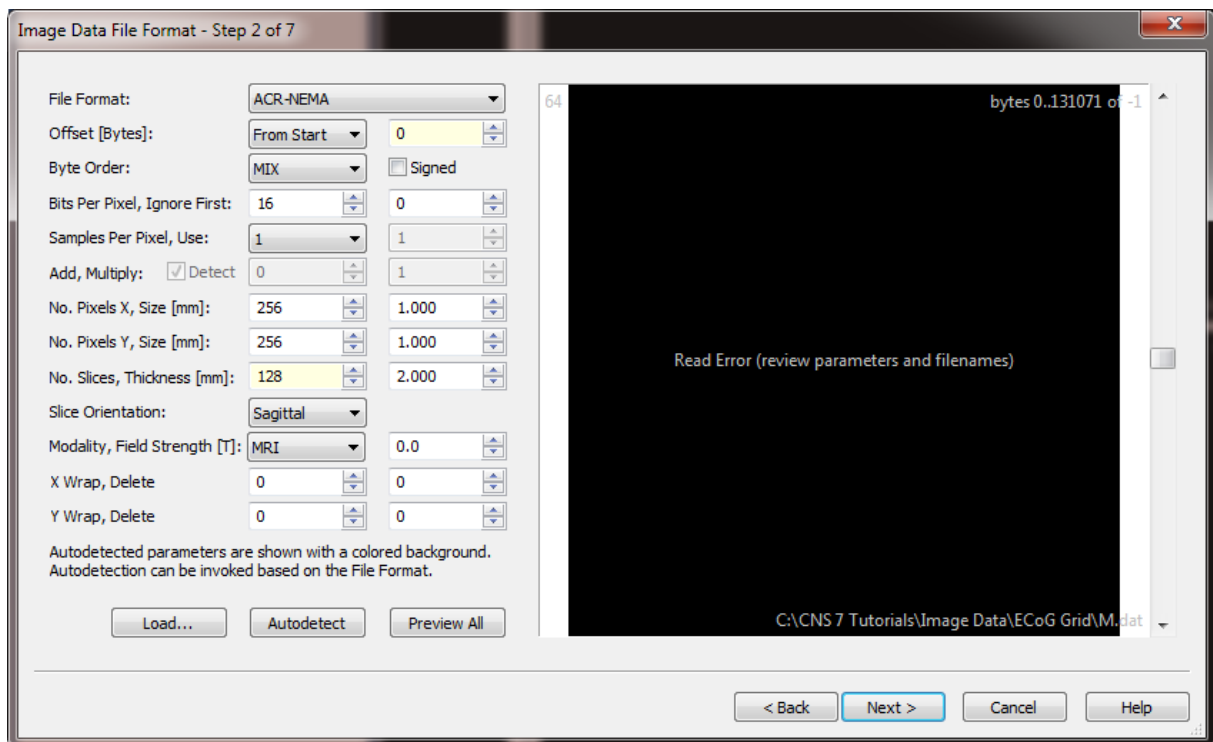 Image Data File Format - Step 2 of 7
File Format: ACR-NEMA
Offset [Bytes]: From Start 0
Byte Order: MIX Signed
Bits Per Pixel, Ignore First: 16 0
Samples Per Pixel, Use: 1 1
Add, Multiply: Detect 0 1
No. Pixels X, Size [mm]: 256 1.000
No. Pixels Y, Size [mm]: 256 1.000
No. Slices, Thickness [mm]: 128 2.000
Slice Orientation: Sagittal
Modality, Field Strength [T]: MRI 0.0
X Wrap, Delete 0 0
Y Wrap, Delete 0 0
Autodetected parameters are shown with a colored background.
Autodetection can be invoked based on the File Format.
Load... Autodetect Preview All
64 bytes 0..131071 of -1
Read Error (review parameters and filenames)
C:\CNS 7 Tutorials\Image Data\ECoG Grid\M.dat
< Back Next > Cancel Help